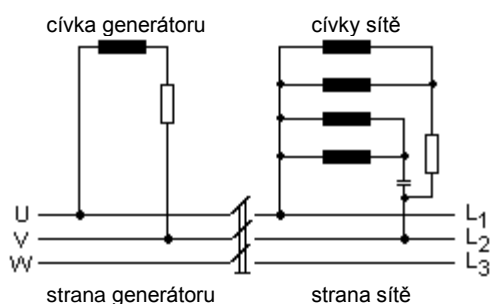 cívka generátoru
cívky sítě
U
V
W
L1
L2
L3
strana generátoru
strana sítě